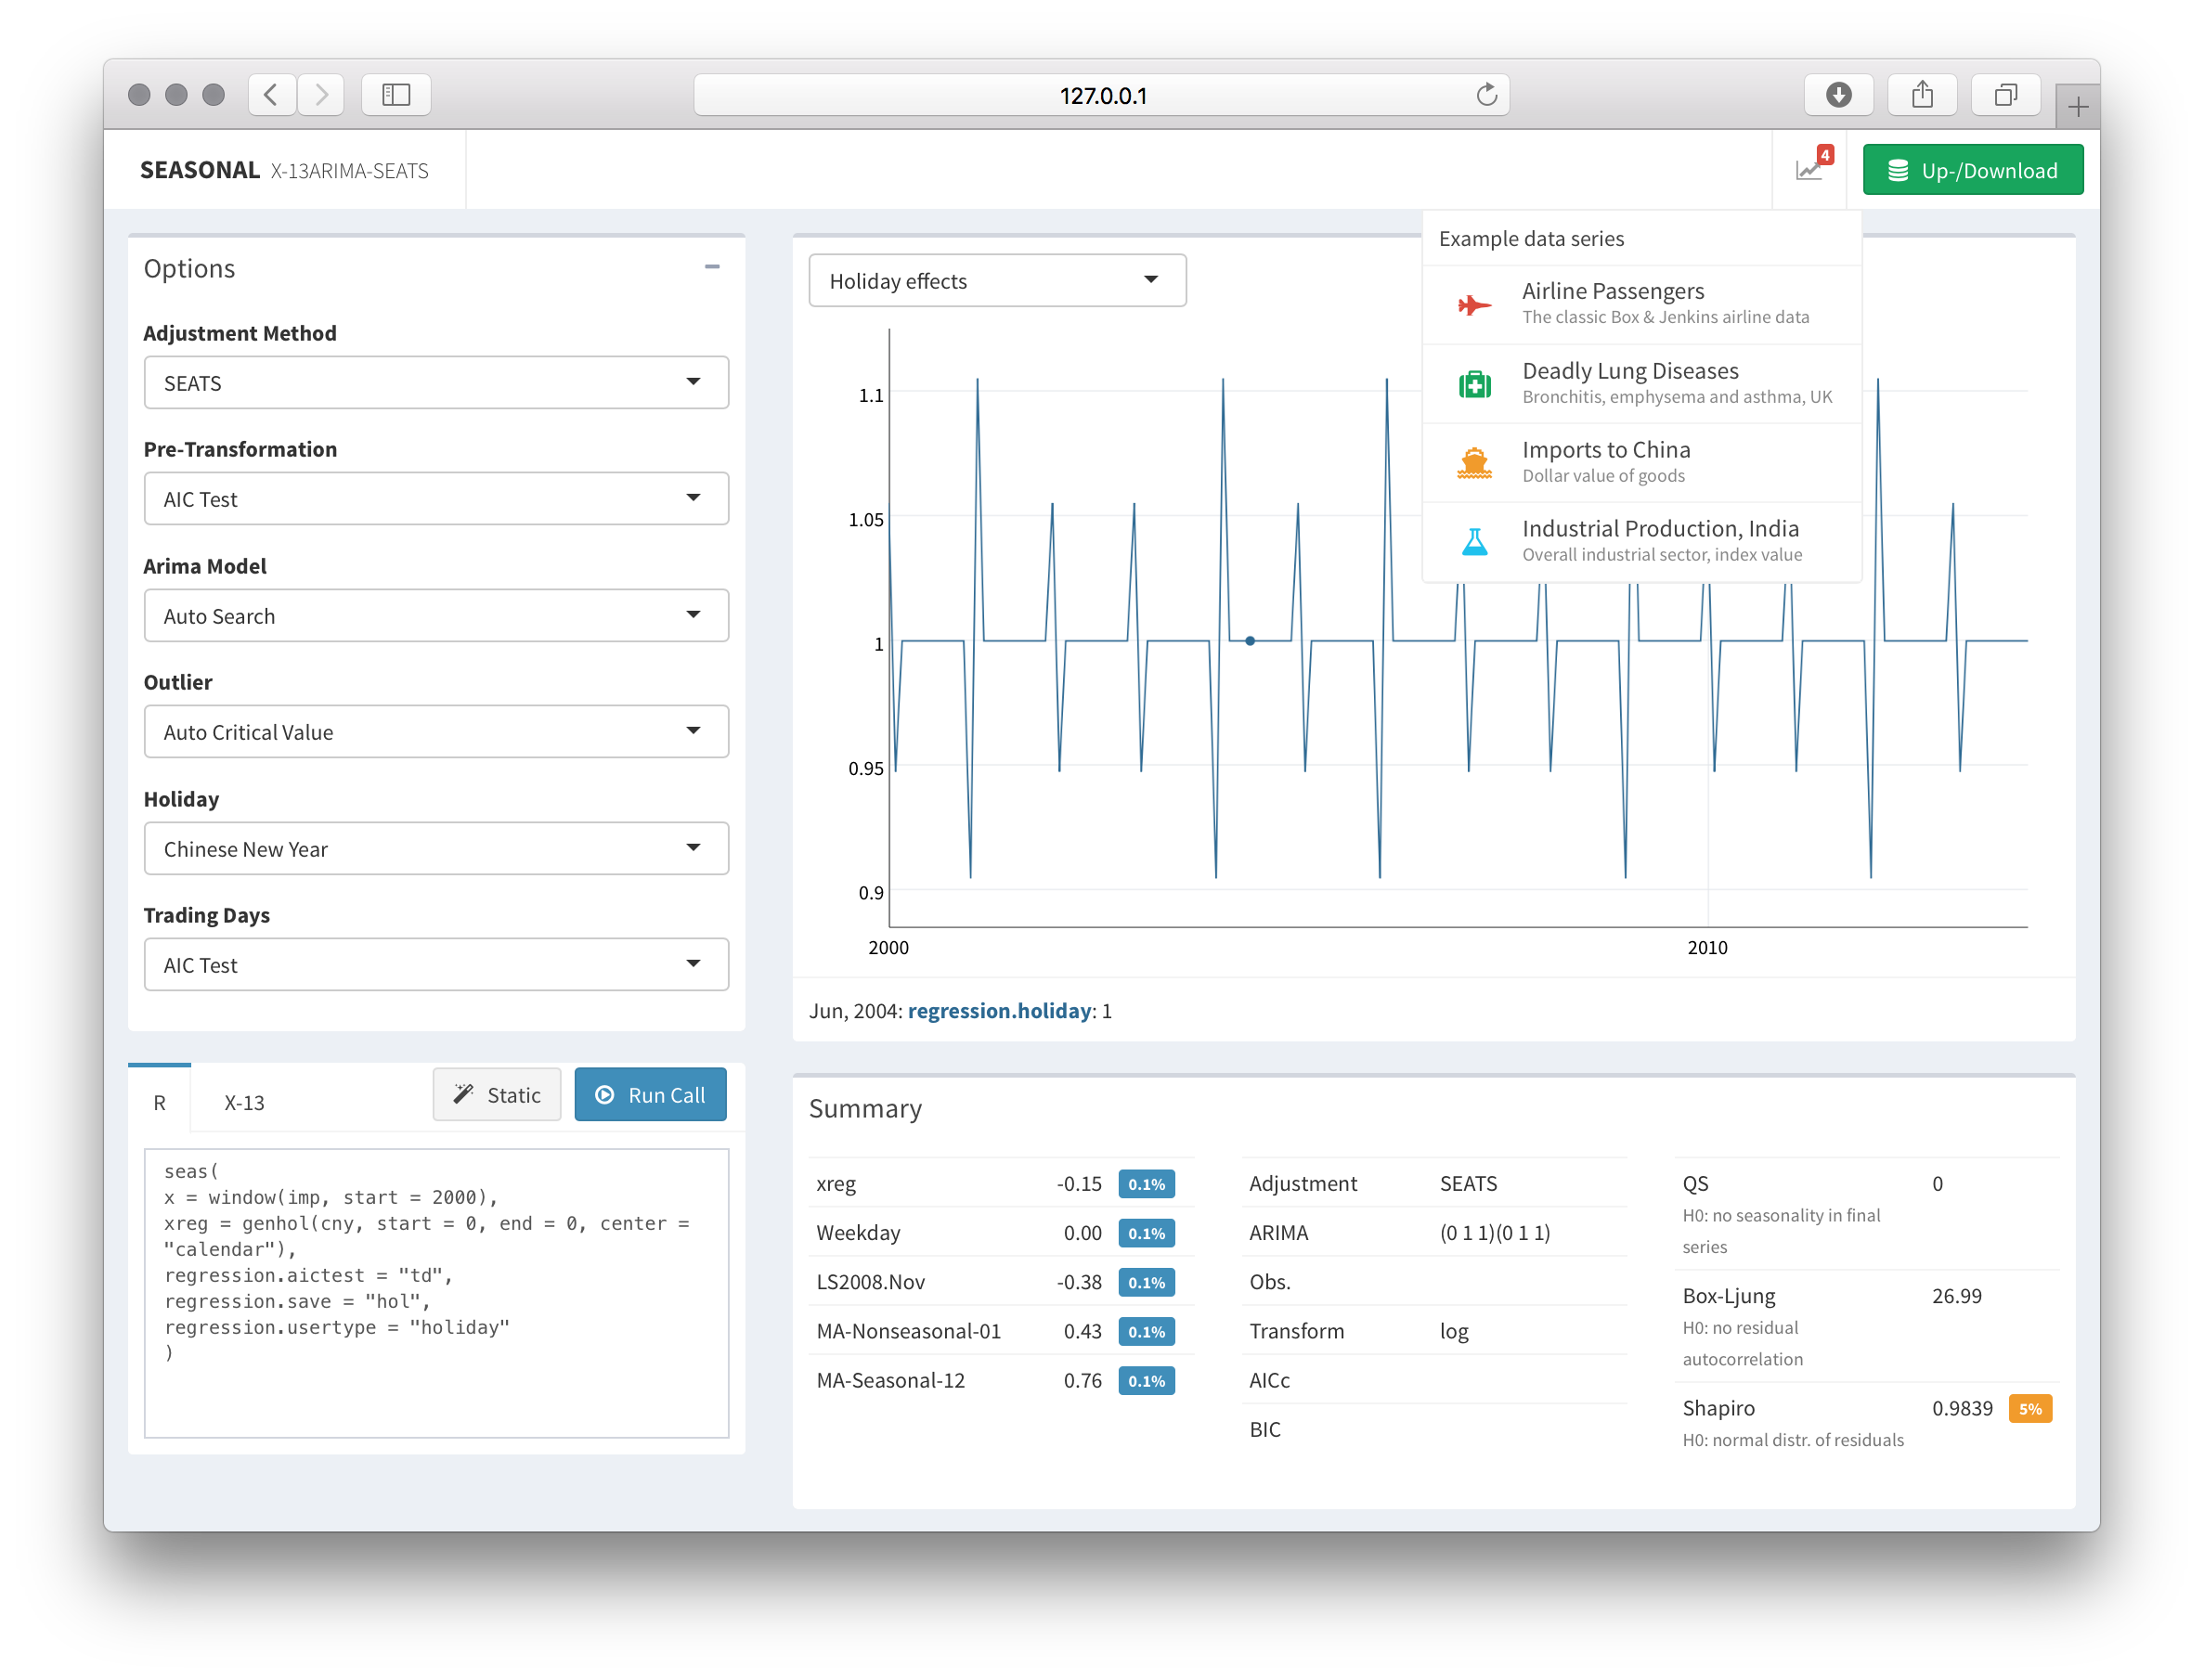 127.0.0.1
SEASONAL X-13ARIMA-SEATS
4
Up-/Download
Options
Adjustment Method
SEATS
Pre-Transformation
AIC Test
Arima Model
Auto Search
Outlier
Auto Critical Value
Holiday
Chinese New Year
Trading Days
AIC Test
R
X-13
Static
Run Call
seas(
x = window(imp, start = 2000),
xreg = genhol(cny, start = 0, end = 0, center =
"calendar"),
regression.aictest = "td",
regression.save = "hol",
regression.usertype = "holiday"
)
Holiday effects
Example data series
Airline Passengers
The classic Box & Jenkins airline data
Deadly Lung Diseases
Bronchitis, emphysema and asthma, UK
Imports to China
Dollar value of goods
Industrial Production, India
Overall industrial sector, index value
1.1
1.05
1
0.95
0.9
2000
2010
Jun, 2004: regression.holiday: 1
Summary
xreg -0.15 0.1%
Weekday 0.00 0.1%
LS2008.Nov -0.38 0.1%
MA-Nonseasonal-01 0.43 0.1%
MA-Seasonal-12 0.76 0.1%
Adjustment SEATS
ARIMA (0 1 1)(0 1 1)
Obs.
Transform log
AICc
BIC
QS 0
H0: no seasonality in final
series
Box-Ljung 26.99
H0: no residual
autocorrelation
Shapiro 0.9839 5%
H0: normal distr. of residuals